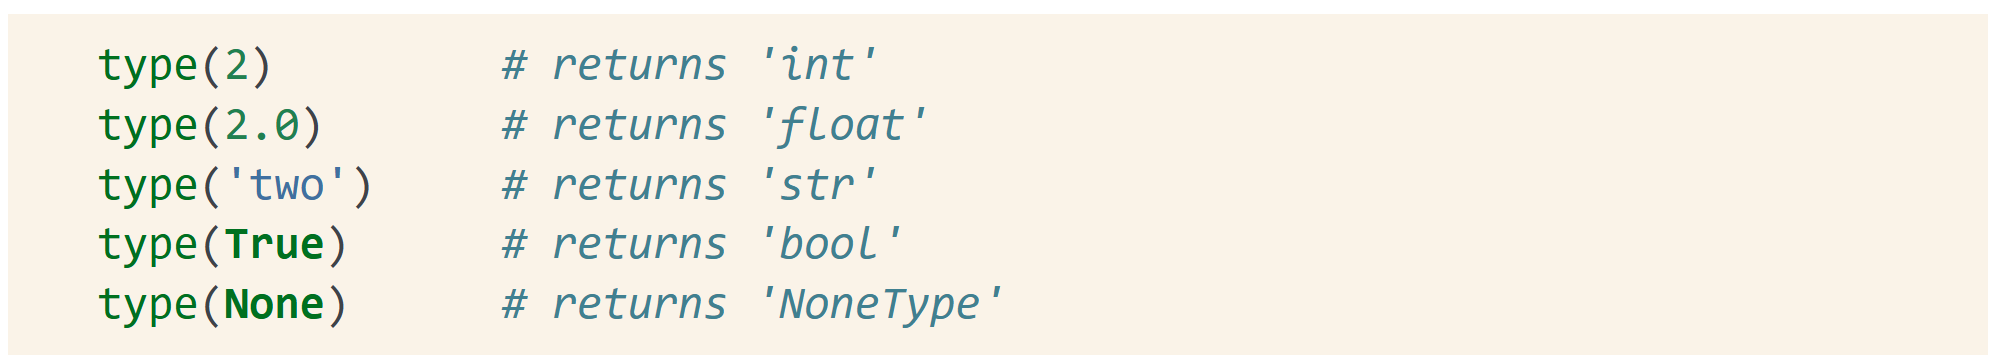 type(2)         # returns 'int'
type(2.0)       # returns 'float'
type('two')     # returns 'str'
type(True)      # returns 'bool'
type(None)      # returns 'NoneType'